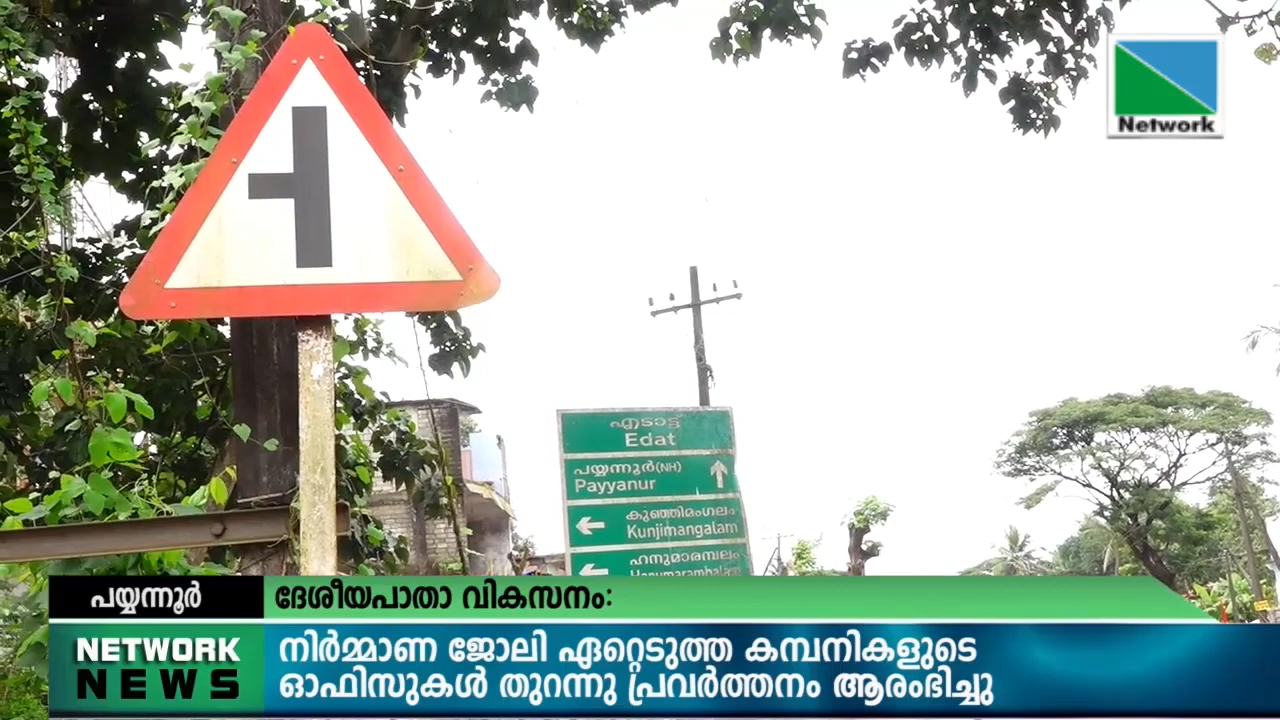 Network
എടാട്ട്
Edat
പയ്യന്നൂർ(NH)
Payyanur
കുഞ്ഞിമംഗലം
Kunjimangalam
ഹനുമാരമ്പലം
Hanumarambalam
പയ്യന്നൂർ
ദേശീയപാതാ വികസനം:
NETWORK
NEWS
നിർമ്മാണ ജോലി ഏറ്റെടുത്ത കമ്പനികളുടെ
ഓഫിസുകൾ തുറന്നു പ്രവർത്തനം ആരംഭിച്ചു